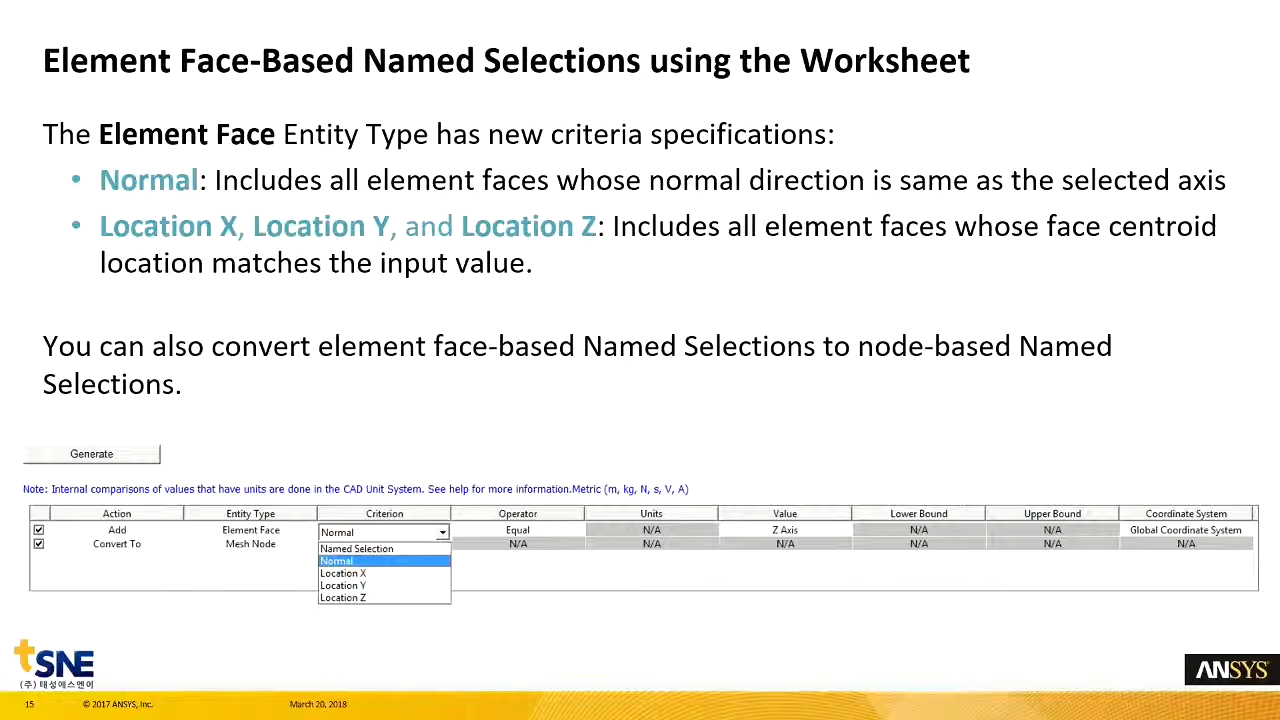 Element Face-Based Named Selections using the Worksheet
The Element Face Entity Type has new criteria specifications:
• Normal: Includes all element faces whose normal direction is same as the selected axis
• Location X, Location Y, and Location Z: Includes all element faces whose face centroid
location matches the input value.
You can also convert element face-based Named Selections to node-based Named
Selections.
Generate
Note: Internal comparisons of values that have units are done in the CAD Unit System. See help for more information.Metric (m, kg, N, s, V, A)
Action Entity Type Criterion Operator Units Value Lower Bound Upper Bound Coordinate System
Add Element Face Normal Equal N/A Z Axis N/A N/A Global Coordinate System
Convert To Mesh Node N/A N/A N/A N/A N/A N/A
Named Selection
Normal
Location X
Location Y
Location Z
tSNE
(주)태성에스엔이
ANSYS
15 © 2017 ANSYS, Inc. March 20, 2018